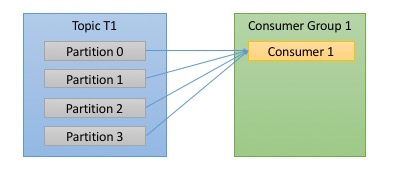 Topic T1
Partition 0
Partition 1
Partition 2
Partition 3
Consumer Group 1
Consumer 1